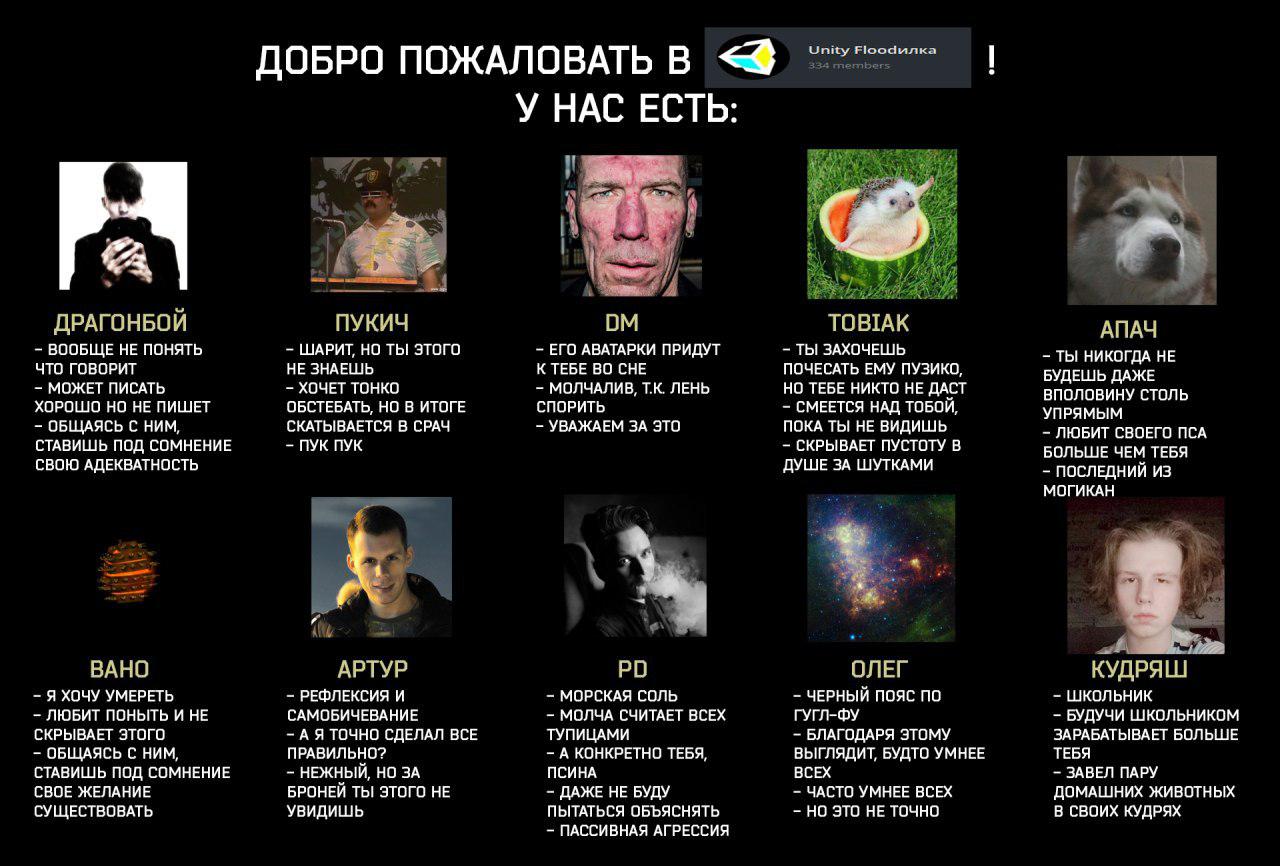 ДОБРО ПОЖАЛОВАТЬ В Unity Floodилка !
334 members
У НАС ЕСТЬ:
ДРАГОНБОЙ
– ВООБЩЕ НЕ ПОНЯТЬ
ЧТО ГОВОРИТ
– МОЖЕТ ПИСАТЬ
ХОРОШО НО НЕ ПИШЕТ
– ОБЩАЯСЬ С НИМ,
СТАВИШЬ ПОД СОМНЕНИЕ
СВОЮ АДЕКВАТНОСТЬ
ПУКИЧ
– ШАРИТ, НО ТЫ ЭТОГО
НЕ ЗНАЕШЬ
– ХОЧЕТ ТОНКО
ОБСТЕБАТЬ, НО В ИТОГЕ
СКАТЫВАЕТСЯ В СРАЧ
– ПУК ПУК
DM
– ЕГО АВАТАРКИ ПРИДУТ
К ТЕБЕ ВО СНЕ
– МОЛЧАЛИВ, Т.К. ЛЕНЬ
СПОРИТЬ
– УВАЖАЕМ ЗА ЭТО
TOBIAK
– ТЫ ЗАХОЧЕШЬ
ПОЧЕСАТЬ ЕМУ ПУЗИКО,
НО ТЕБЕ НИКТО НЕ ДАСТ
– СМЕЕТСЯ НАД ТОБОЙ,
ПОКА ТЫ НЕ ВИДИШЬ
– СКРЫВАЕТ ПУСТОТУ В
ДУШЕ ЗА ШУТКАМИ
АПАЧ
– ТЫ НИКОГДА НЕ
БУДЕШЬ ДАЖЕ
ВПОЛОВИНУ СТОЛЬ
УПРЯМЫМ
– ЛЮБИТ СВОЕГО ПСА
БОЛЬШЕ ЧЕМ ТЕБЯ
– ПОСЛЕДНИЙ ИЗ
МОГИКАН
ВАНО
– Я ХОЧУ УМЕРЕТЬ
– ЛЮБИТ ПОНЫТЬ И НЕ
СКРЫВАЕТ ЭТОГО
– ОБЩАЯСЬ С НИМ,
СТАВИШЬ ПОД СОМНЕНИЕ
СВОЕ ЖЕЛАНИЕ
СУЩЕСТВОВАТЬ
АРТУР
– РЕФЛЕКСИЯ И
САМОБИЧЕВАНИЕ
– А Я ТОЧНО СДЕЛАЛ ВСЕ
ПРАВИЛЬНО?
– НЕЖНЫЙ, НО ЗА
БРОНЕЙ ТЫ ЭТОГО НЕ
УВИДИШЬ
PD
– МОРСКАЯ СОЛЬ
– МОЛЧА СЧИТАЕТ ВСЕХ
ТУПИЦАМИ
– А КОНКРЕТНО ТЕБЯ,
ПСИНА
– ДАЖЕ НЕ БУДУ
ПЫТАТЬСЯ ОБЪЯСНЯТЬ
– ПАССИВНАЯ АГРЕССИЯ
ОЛЕГ
– ЧЕРНЫЙ ПОЯС ПО
ГУГЛ-ФУ
– БЛАГОДАРЯ ЭТОМУ
ВЫГЛЯДИТ, БУДТО УМНЕЕ
ВСЕХ
– ЧАСТО УМНЕЕ ВСЕХ
– НО ЭТО НЕ ТОЧНО
КУДРЯШ
– ШКОЛЬНИК
– БУДУЧИ ШКОЛЬНИКОМ
ЗАРАБАТЫВАЕТ БОЛЬШЕ
ТЕБЯ
– ЗАВЕЛ ПАРУ
ДОМАШНИХ ЖИВОТНЫХ
В СВОИХ КУДРЯХ